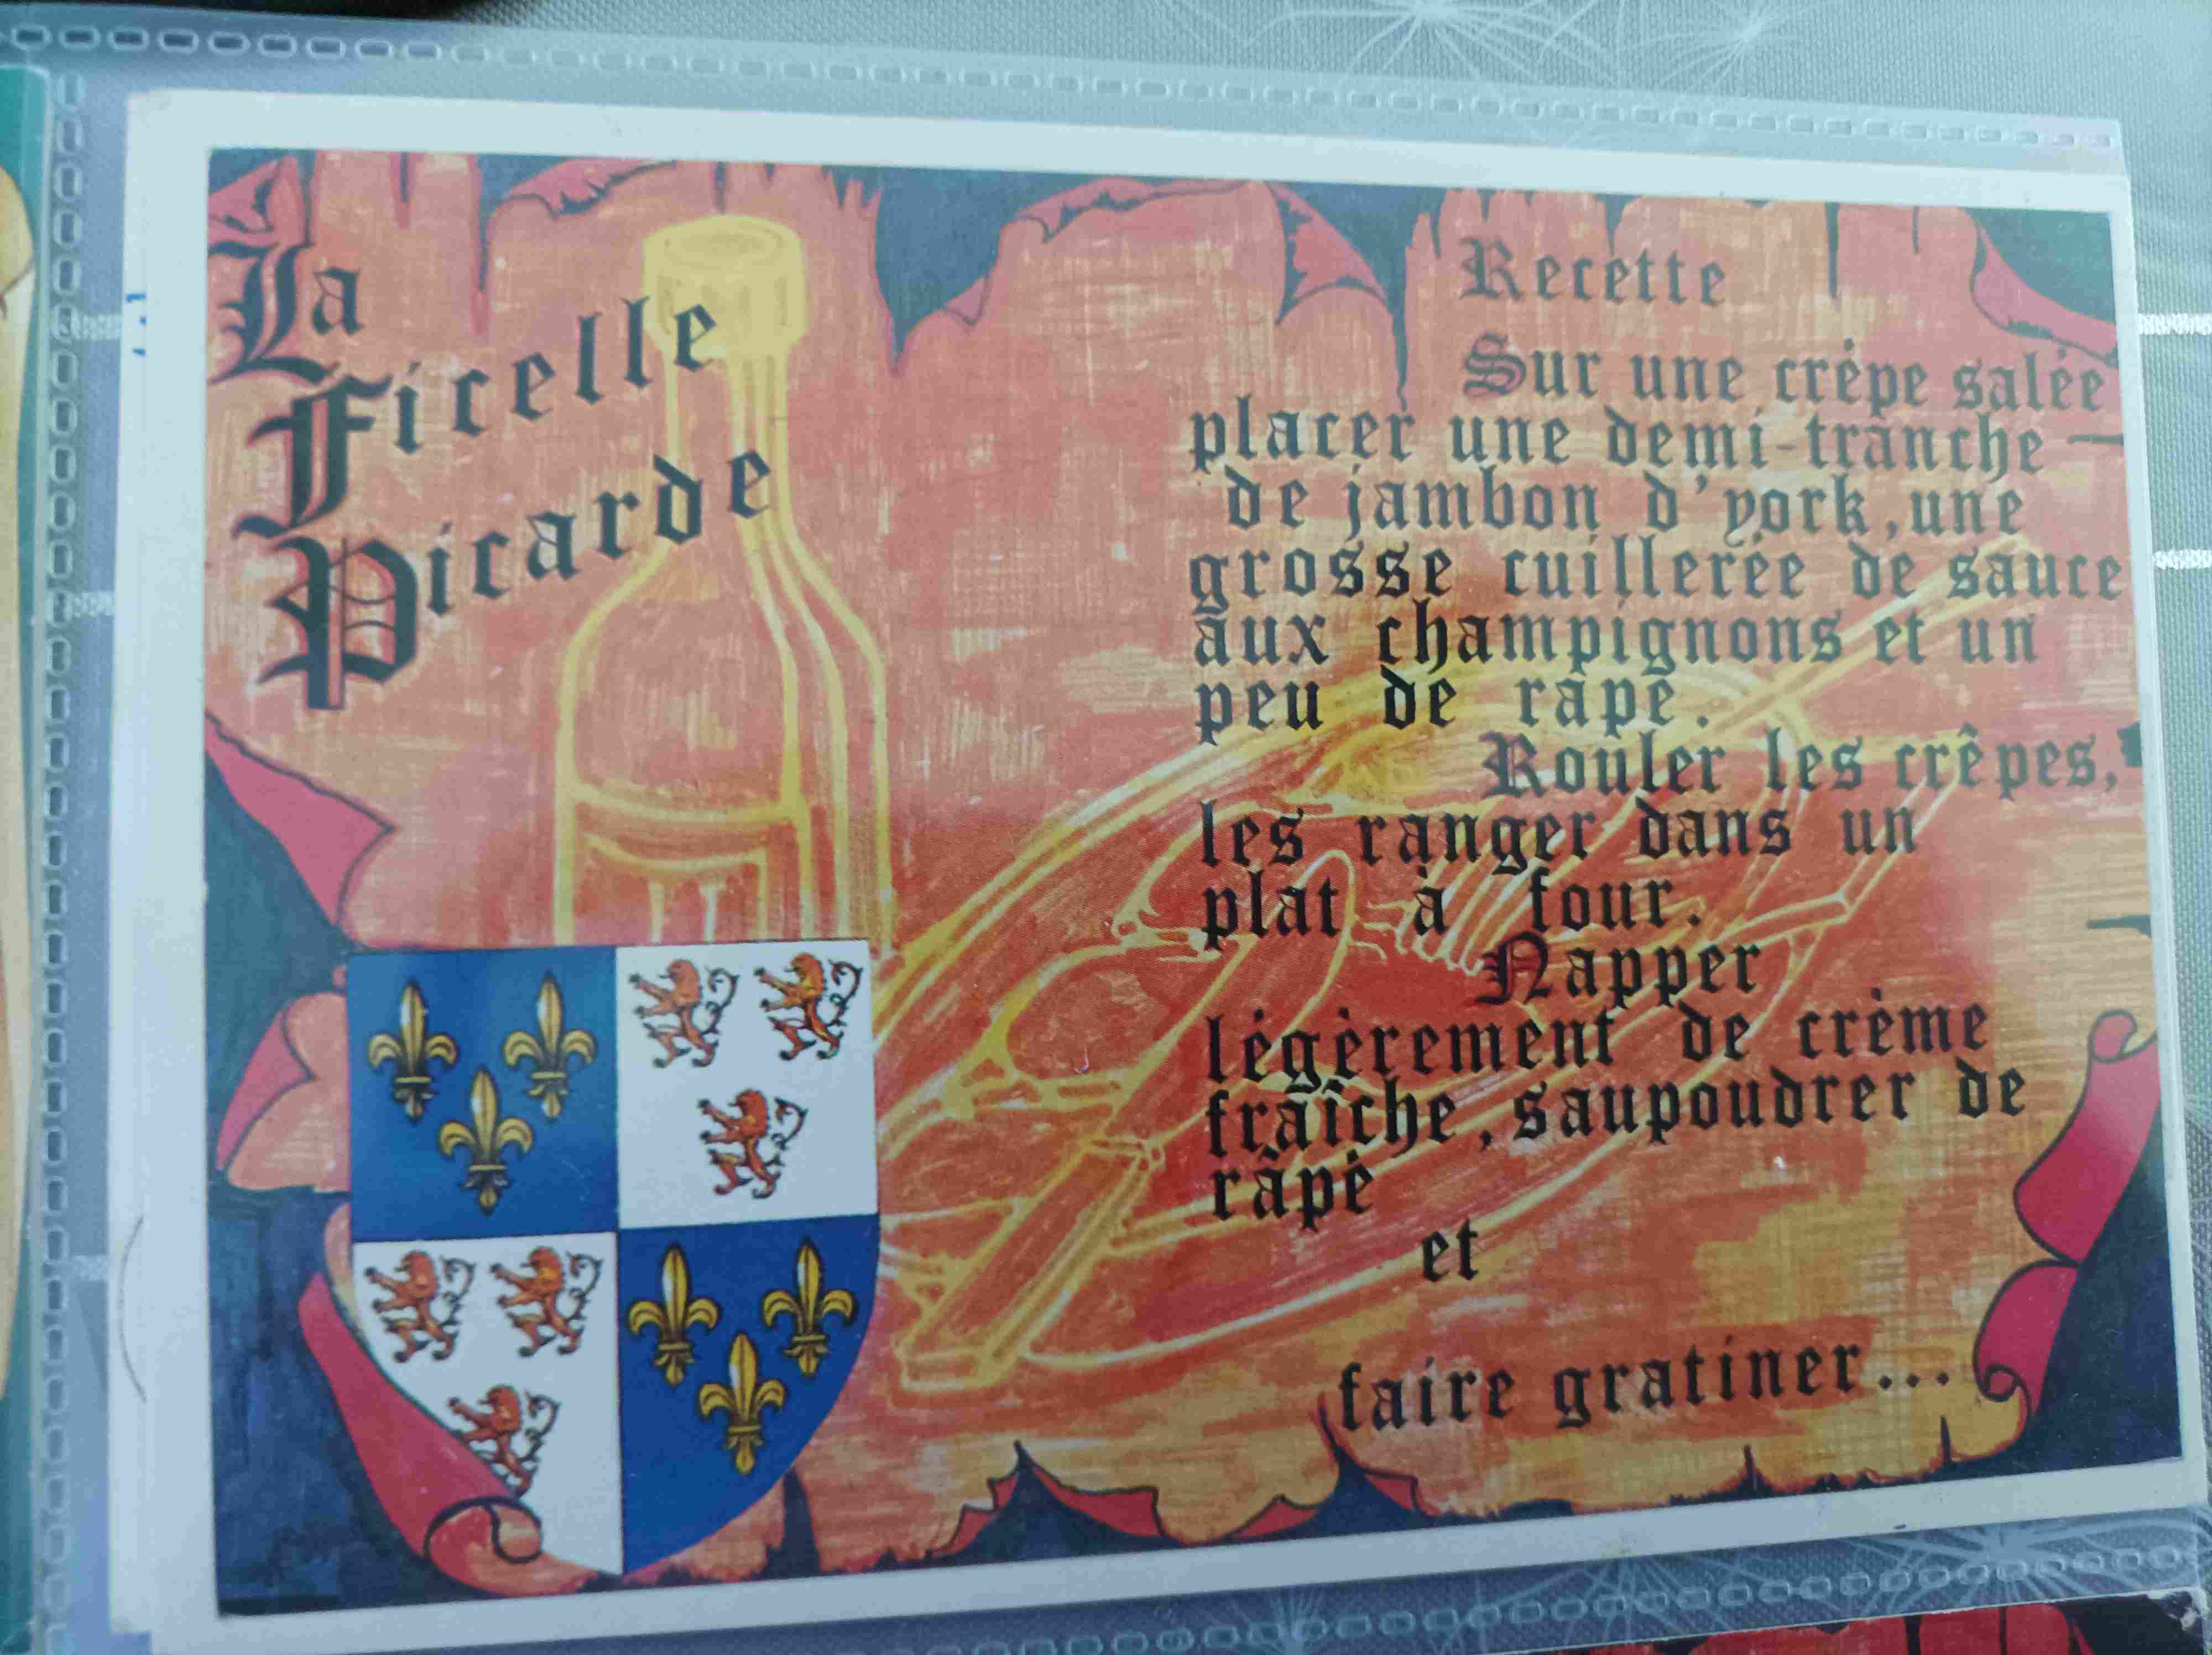 La
Ficelle
Picarde
Recette
Sur une crêpe salée
placer une demi-tranche
de jambon d'york, une
grosse cuillerée de sauce
aux champignons et un
peu de râpé.
Rouler les crêpes,
les ranger dans un
plat à four.
Napper
légèrement de crème
fraîche, saupoudrer de
râpé
et
faire gratiner...